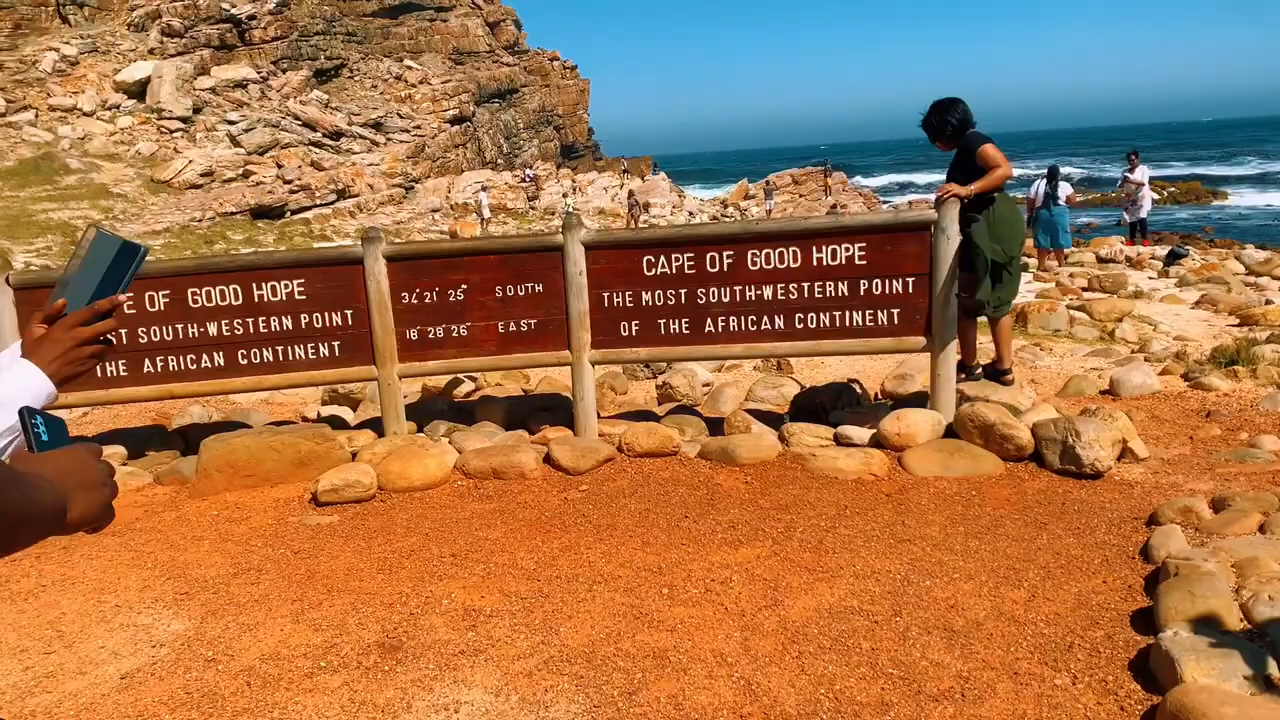 E OF GOOD HOPE
ST SOUTH-WESTERN POINT
THE AFRICAN CONTINENT
34° 21' 25" SOUTH
18° 28' 26" EAST
CAPE OF GOOD HOPE
THE MOST SOUTH-WESTERN POINT
OF THE AFRICAN CONTINENT